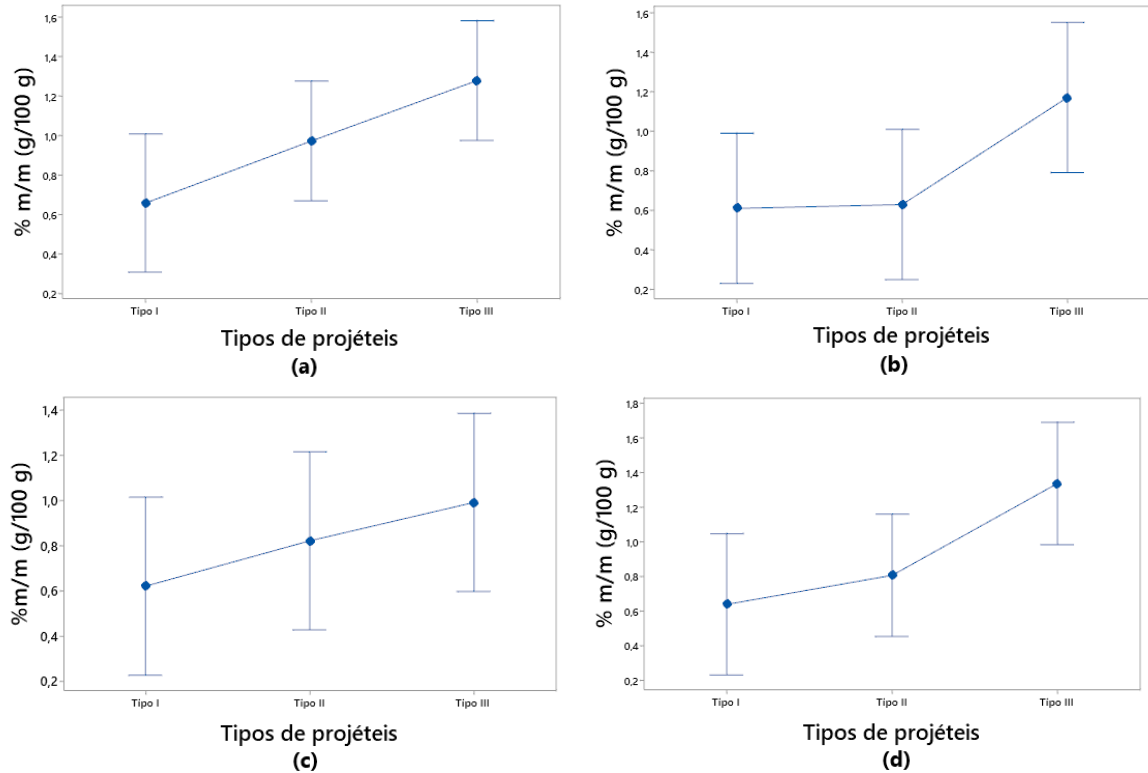 % m/m (g/100 g)
1,6
1,4
1,2
1,0
0,8
0,6
0,4
0,2
Tipo I Tipo II Tipo III
Tipos de projéteis
(a)
% m/m (g/100 g)
1,6
1,4
1,2
1,0
0,8
0,6
0,4
0,2
Tipo I Tipo II Tipo III
Tipos de projéteis
(b)
%m/m (g/100 g)
1,4
1,2
1,0
0,8
0,6
0,4
0,2
Tipo I Tipo II Tipo III
Tipos de projéteis
(c)
% m/m (g/100 g)
1,8
1,6
1,4
1,2
1,0
0,8
0,6
0,4
0,2
Tipo I Tipo II Tipo III
Tipos de projéteis
(d)